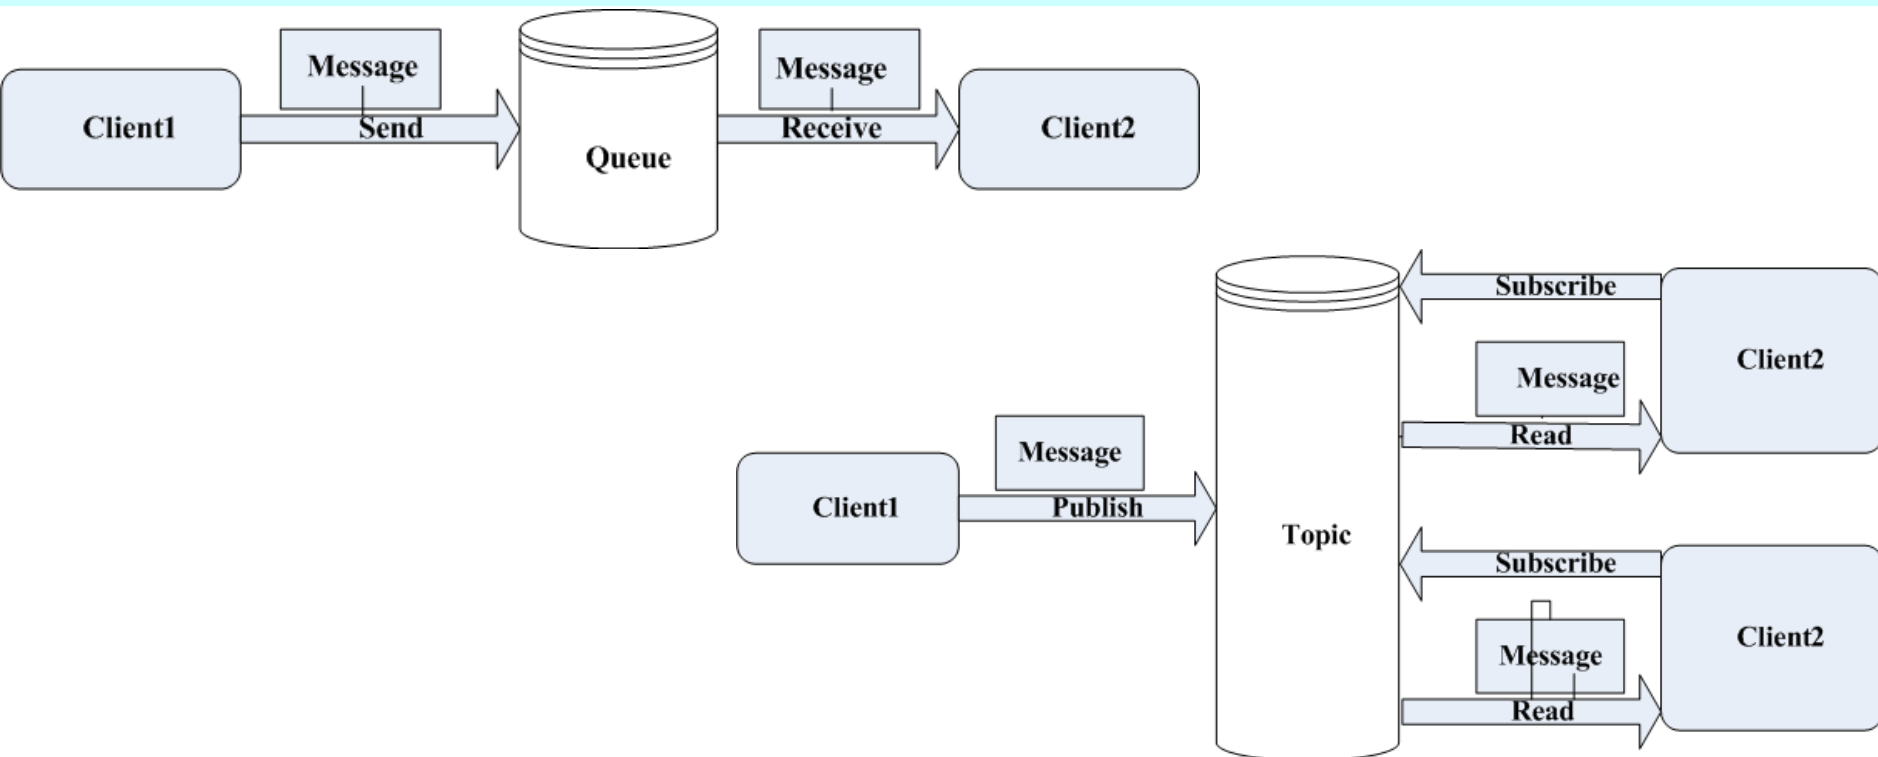 Message
Client1
Send
Queue
Message
Receive
Client2
Client1
Message
Publish
Topic
Subscribe
Message
Read
Client2
Subscribe
Message
Read
Client2